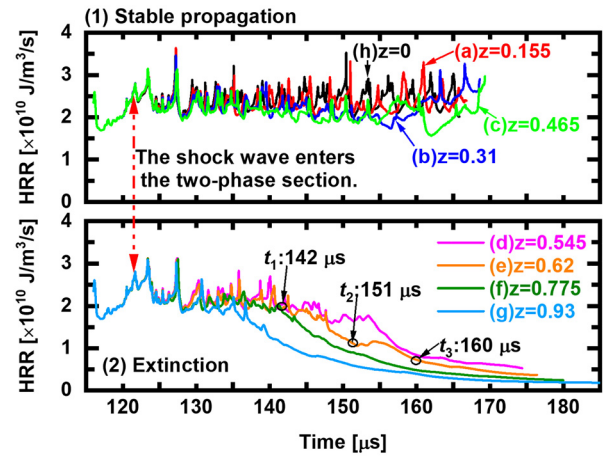 (1) Stable propagation
HRR [×10¹⁰ J/m³/s]
4
3
2
1
0
(h)z=0
(a)z=0.155
(c)z=0.465
(b)z=0.31
The shock wave enters
the two-phase section.
HRR [×10¹⁰ J/m³/s]
4
3
2
1
0
t₁:142 μs
t₂:151 μs
t₃:160 μs
(d)z=0.545
(e)z=0.62
(f)z=0.775
(g)z=0.93
(2) Extinction
120 130 140 150 160 170 180
Time [μs]